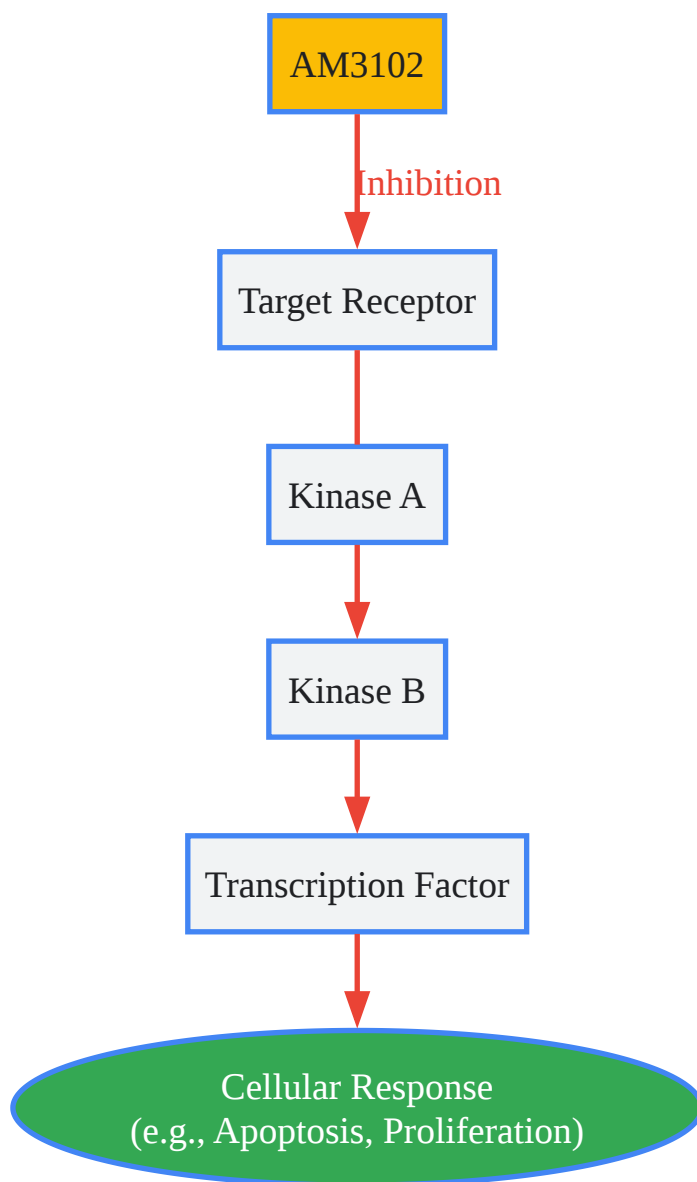 AM3102
Inhibition
Target Receptor
Kinase A
Kinase B
Transcription Factor
Cellular Response
(e.g., Apoptosis, Proliferation)